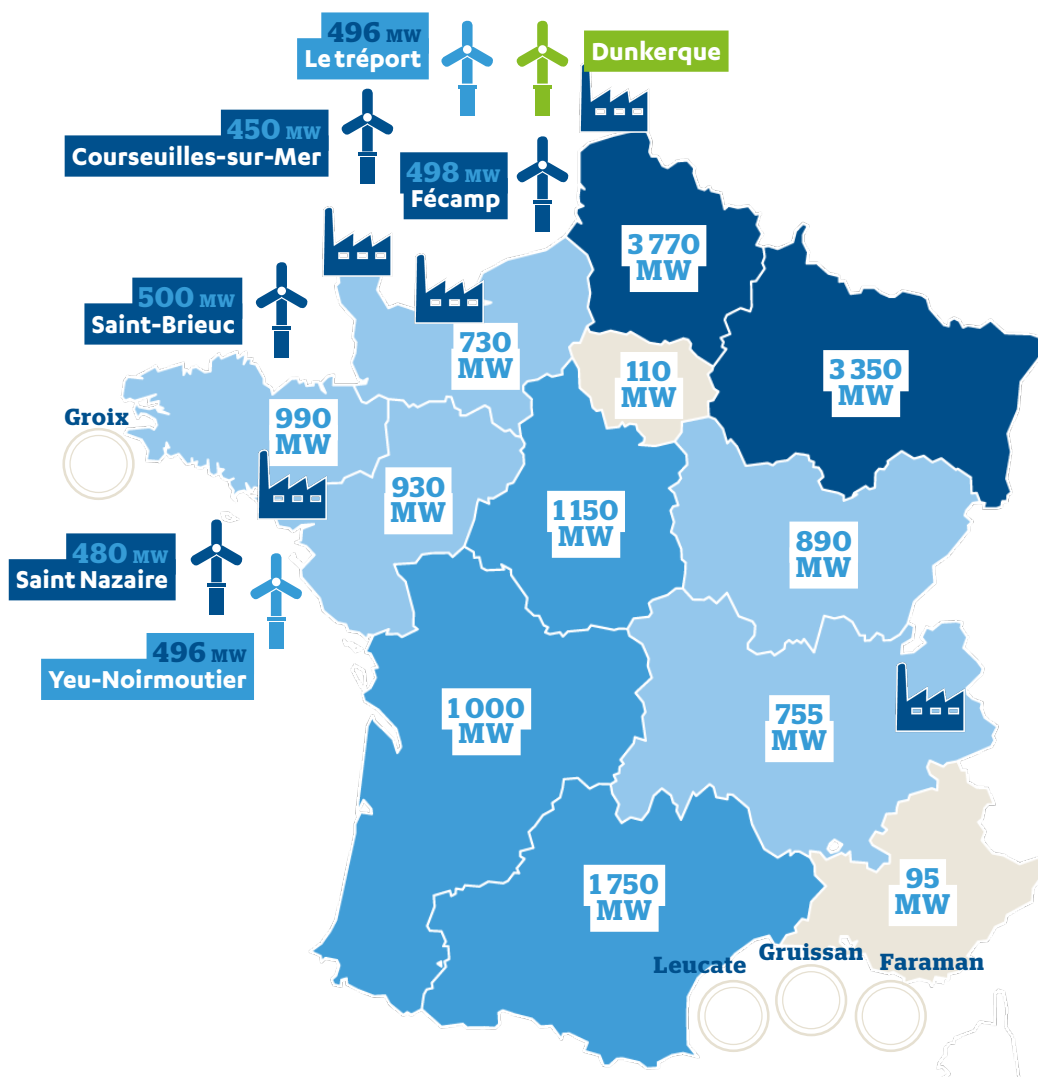 496 MW
Le tréport
Dunkerque
450 MW
Courseuilles-sur-Mer
498 MW
Fécamp
3 770
MW
500 MW
Saint-Brieuc
730
MW
110
MW
3 350
MW
Groix
990
MW
930
MW
1 150
MW
890
MW
480 MW
Saint Nazaire
496 MW
Yeu-Noirmoutier
1 000
MW
755
MW
1 750
MW
95
MW
Leucate
Gruissan
Faraman